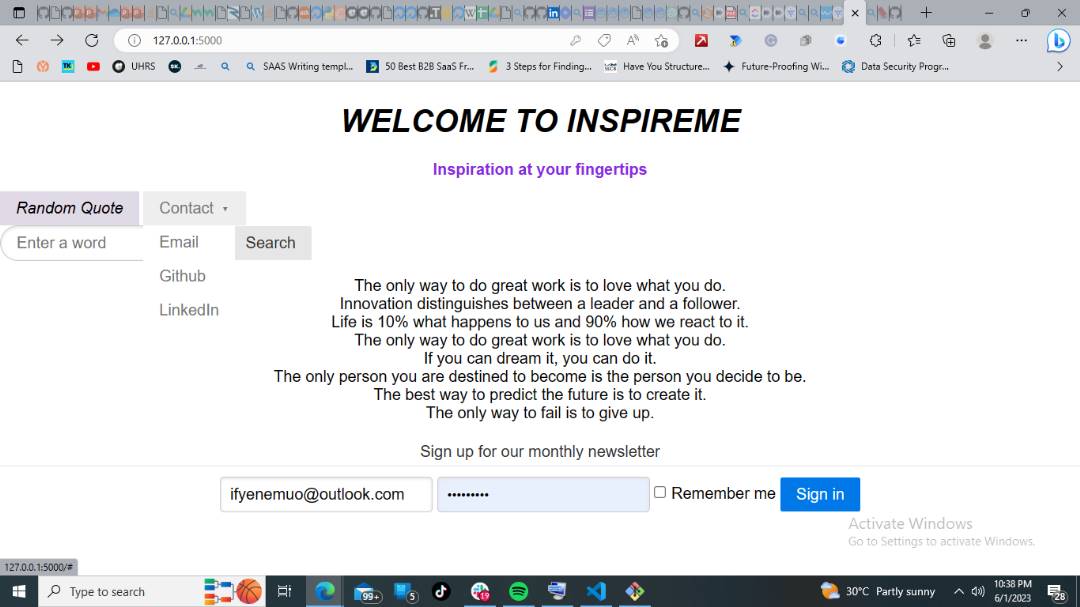 127.0.0.1:5000
UHRS
SAAS Writing templ...
50 Best B2B SaaS Fr...
3 Steps for Finding...
Have You Structure...
Future-Proofing Wi...
Data Security Progr...
WELCOME TO INSPIREME
Inspiration at your fingertips
Random Quote
Contact
Enter a word
Email
Search
Github
LinkedIn
The only way to do great work is to love what you do.
Innovation distinguishes between a leader and a follower.
Life is 10% what happens to us and 90% how we react to it.
The only way to do great work is to love what you do.
If you can dream it, you can do it.
The only person you are destined to become is the person you decide to be.
The best way to predict the future is to create it.
The only way to fail is to give up.
Sign up for our monthly newsletter
ifyenemuo@outlook.com
•••••••••
Remember me
Sign in
Activate Windows
Go to Settings to activate Windows.
127.0.0.1:5000/#
Type to search
99+
5
19
30°C Partly sunny
10:38 PM
6/1/2023
28